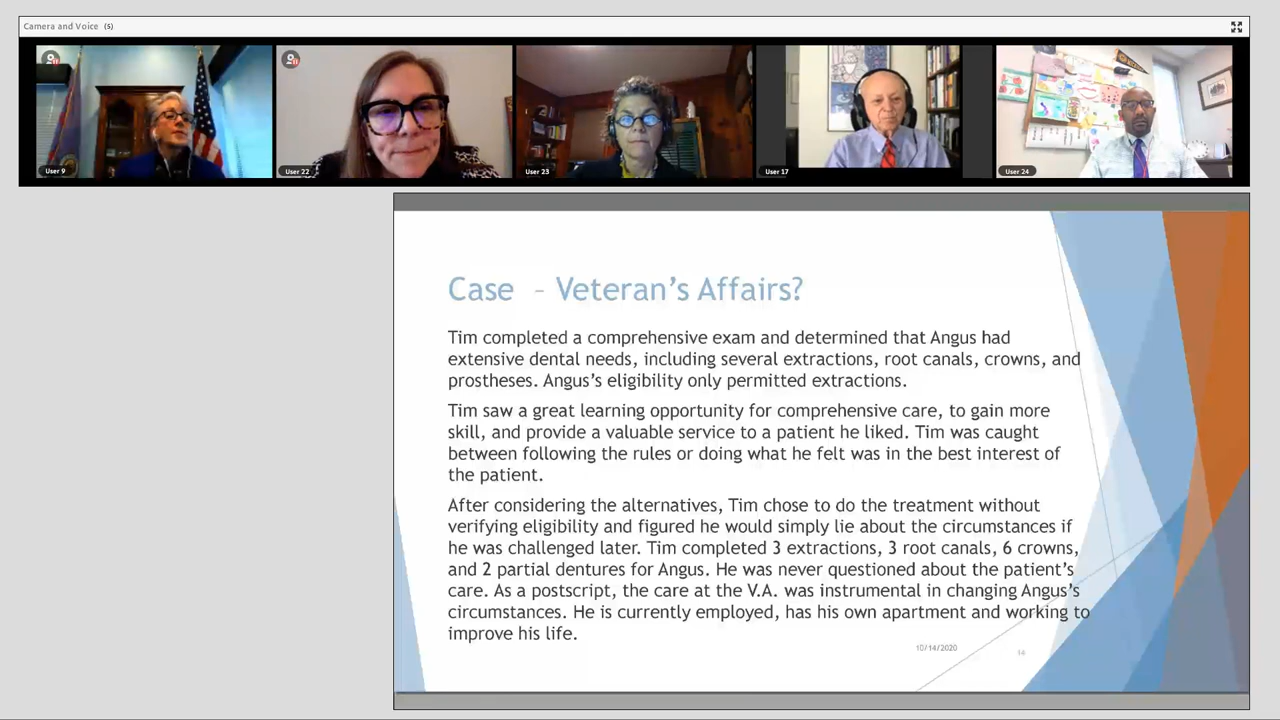 Camera and Voice (5)
User 9
User 22
User 23
User 17
User 24
Case – Veteran's Affairs?
Tim completed a comprehensive exam and determined that Angus had
extensive dental needs, including several extractions, root canals, crowns, and
prostheses. Angus's eligibility only permitted extractions.
Tim saw a great learning opportunity for comprehensive care, to gain more
skill, and provide a valuable service to a patient he liked. Tim was caught
between following the rules or doing what he felt was in the best interest of
the patient.
After considering the alternatives, Tim chose to do the treatment without
verifying eligibility and figured he would simply lie about the circumstances if
he was challenged later. Tim completed 3 extractions, 3 root canals, 6 crowns,
and 2 partial dentures for Angus. He was never questioned about the patient's
care. As a postscript, the care at the V.A. was instrumental in changing Angus's
circumstances. He is currently employed, has his own apartment and working to
improve his life.
10/14/2020